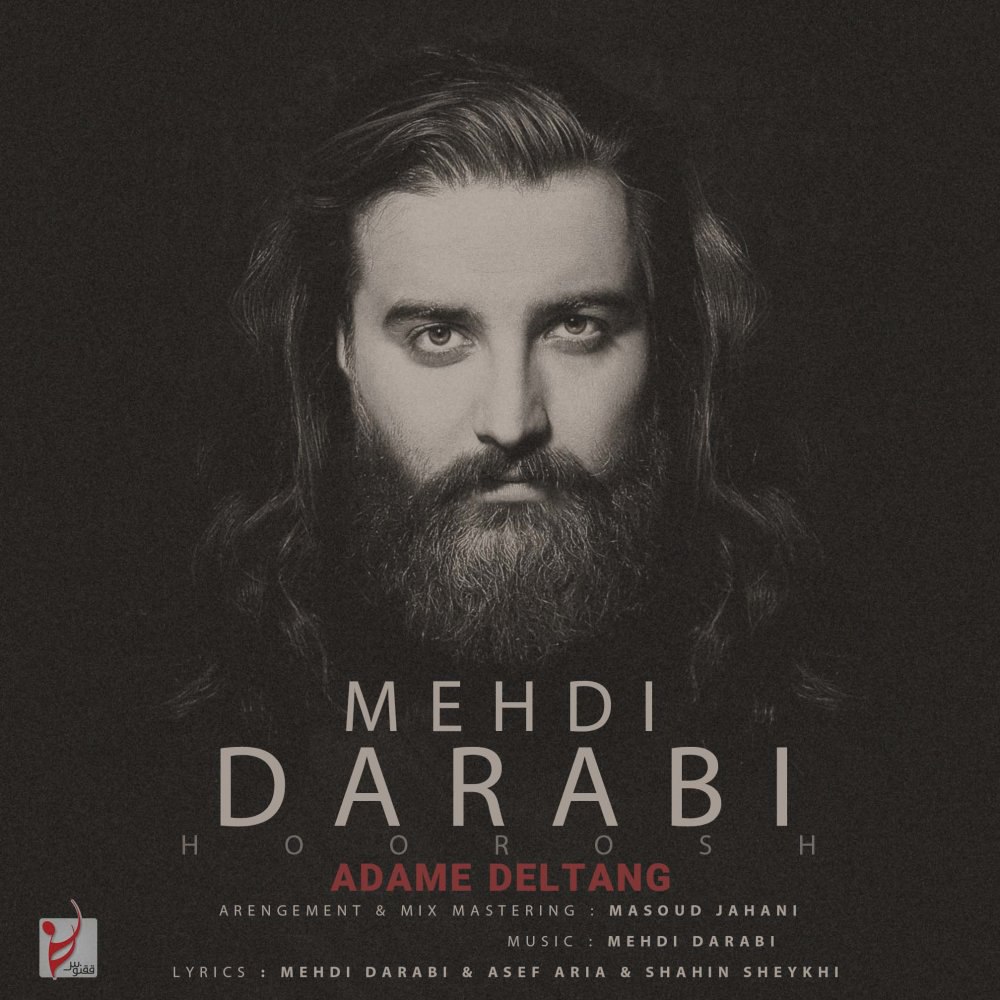 MEHDI
DARABI
HOOROSH
ADAME DELTANG
ARENGEMENT & MIX MASTERING : MASOUD JAHANI
MUSIC : MEHDI DARABI
LYRICS : MEHDI DARABI & ASEF ARIA & SHAHIN SHEYKHI
ققنوس